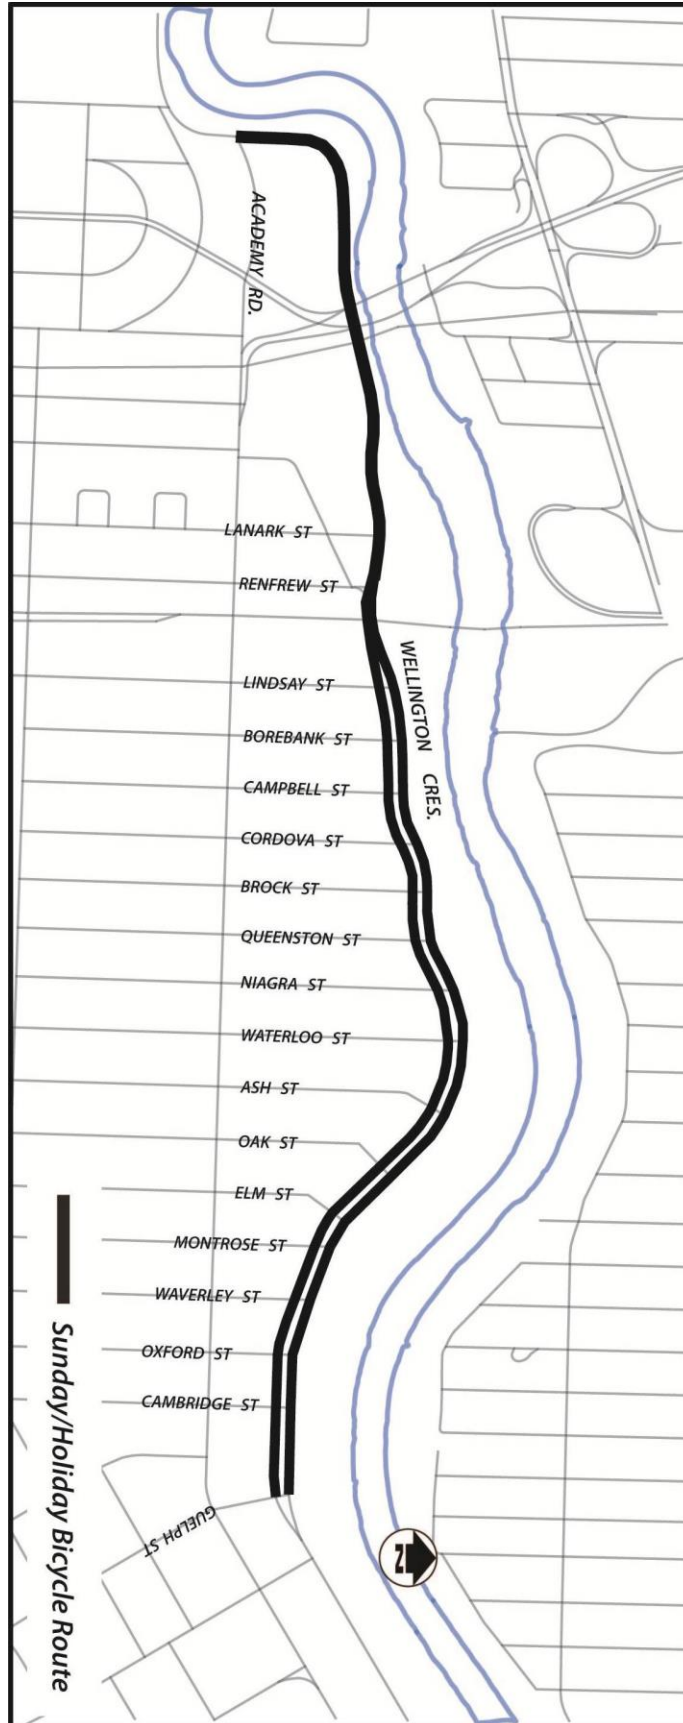 ACADEMY RD.
LANARK ST
RENFREW ST
WELLINGTON CRES.
LINDSAY ST
BOREBANK ST
CAMPBELL ST
CORDOVA ST
BROCK ST
QUEENSTON ST
NIAGRA ST
WATERLOO ST
ASH ST
OAK ST
ELM ST
MONTROSE ST
WAVERLEY ST
OXFORD ST
CAMBRIDGE ST
GUELPH ST
N
Sunday/Holiday Bicycle Route